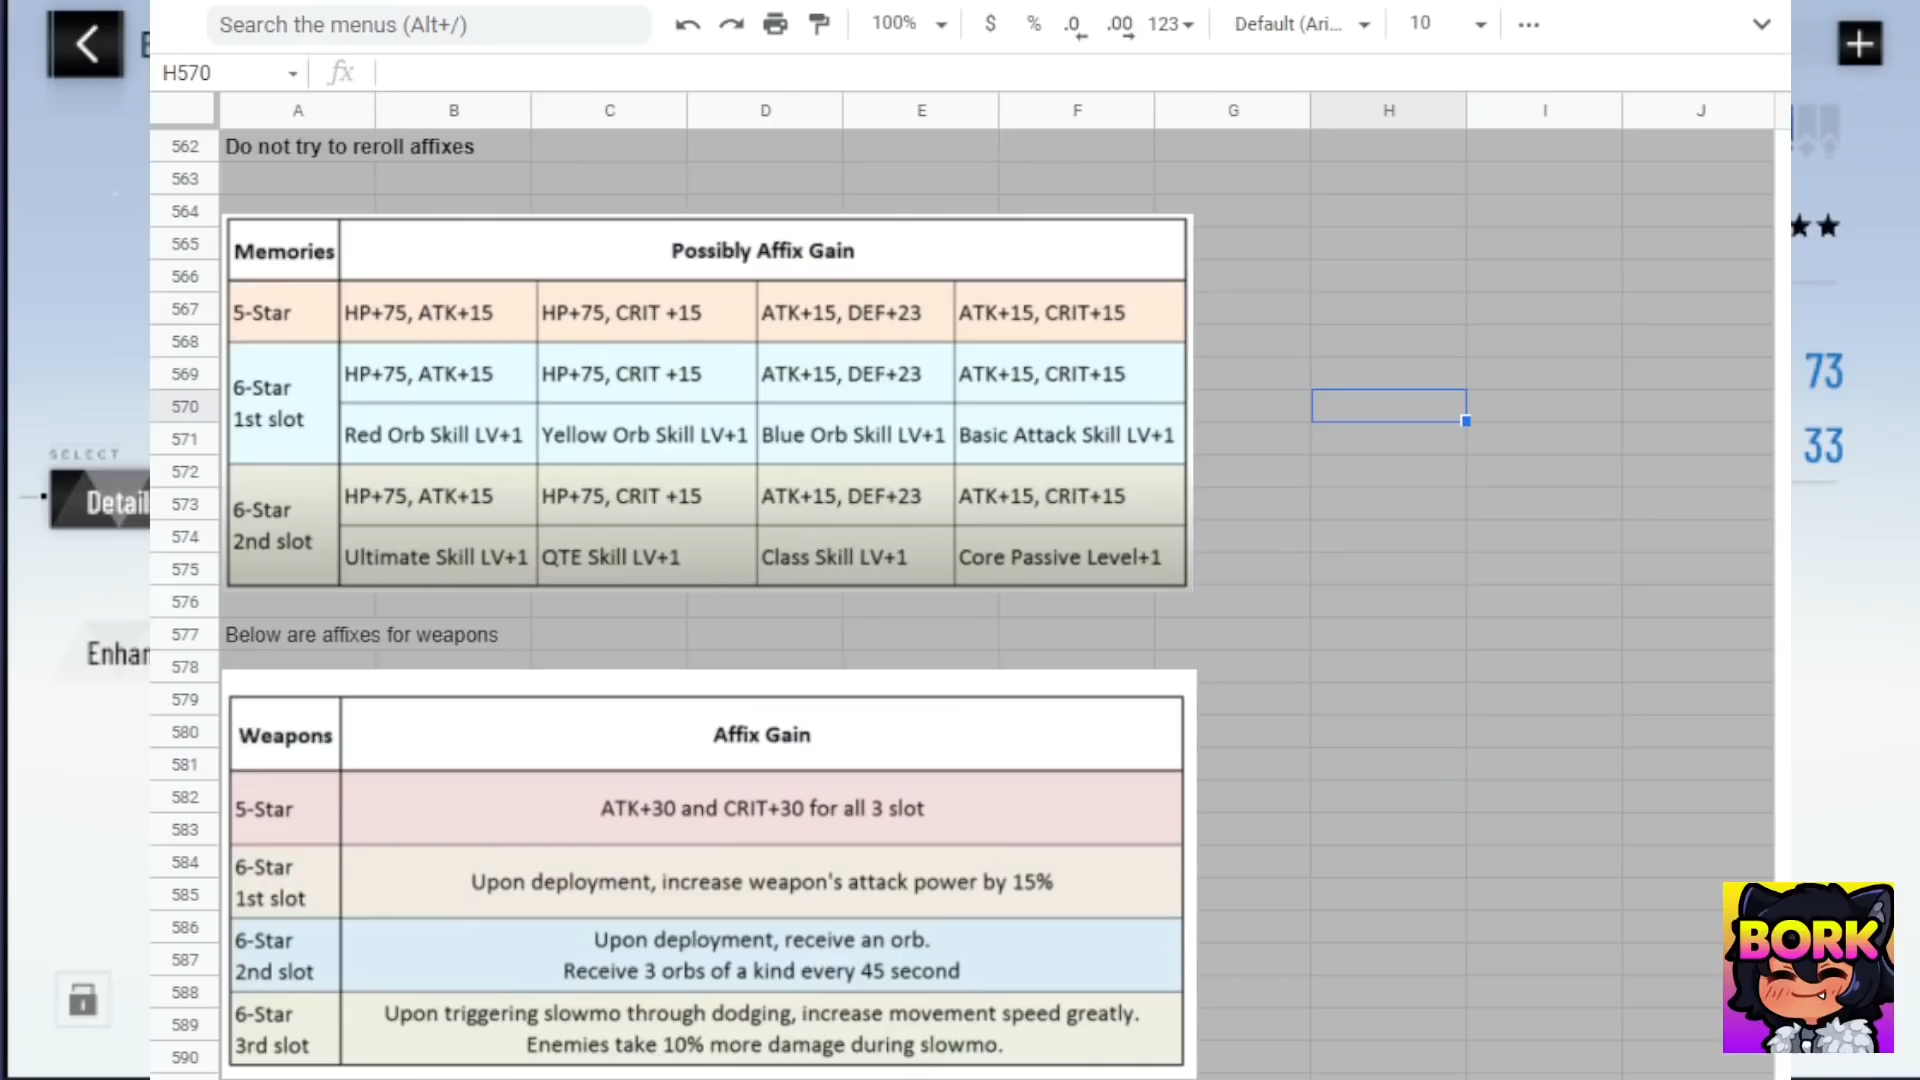 Search the menus (Alt+/)
100%
$ % .0 .00 123
Default (Ari...
10
H570
fx
A B C D E F G H I J
562 Do not try to reroll affixes
563
564
565
566
567
568
569
570
571
572
573
574
575
576
Memories Possibly Affix Gain
5-Star HP+75, ATK+15 HP+75, CRIT +15 ATK+15, DEF+23 ATK+15, CRIT+15
6-Star
1st slot
HP+75, ATK+15 HP+75, CRIT +15 ATK+15, DEF+23 ATK+15, CRIT+15
Red Orb Skill LV+1 Yellow Orb Skill LV+1 Blue Orb Skill LV+1 Basic Attack Skill LV+1
6-Star
2nd slot
HP+75, ATK+15 HP+75, CRIT +15 ATK+15, DEF+23 ATK+15, CRIT+15
Ultimate Skill LV+1 QTE Skill LV+1 Class Skill LV+1 Core Passive Level+1
577 Below are affixes for weapons
578
579
580
581
582
583
584
585
586
587
588
589
590
Weapons Affix Gain
5-Star ATK+30 and CRIT+30 for all 3 slot
6-Star
1st slot
Upon deployment, increase weapon's attack power by 15%
6-Star
2nd slot
Upon deployment, receive an orb.
Receive 3 orbs of a kind every 45 second
6-Star
3rd slot
Upon triggering slowmo through dodging, increase movement speed greatly.
Enemies take 10% more damage during slowmo.
SELECT
Detail
Enhan
73
33
BORK